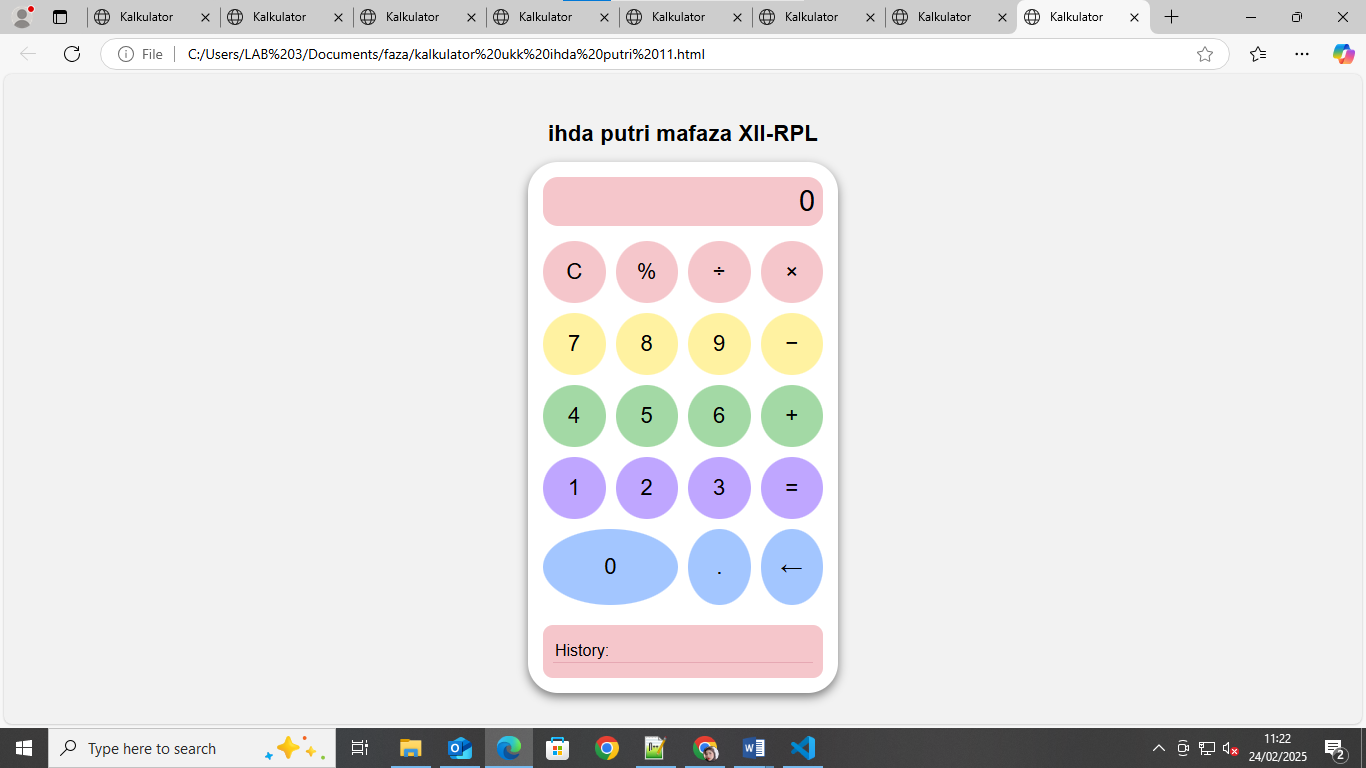 Kalkulator Kalkulator Kalkulator Kalkulator Kalkulator Kalkulator Kalkulator Kalkulator
File C:/Users/LAB%203/Documents/faza/kalkulator%20ukk%20ihda%20putri%2011.html
ihda putri mafaza XII-RPL
0
C % ÷ ×
7 8 9 −
4 5 6 +
1 2 3 =
0 . ←
History:
Type here to search
11:22
24/02/2025
2